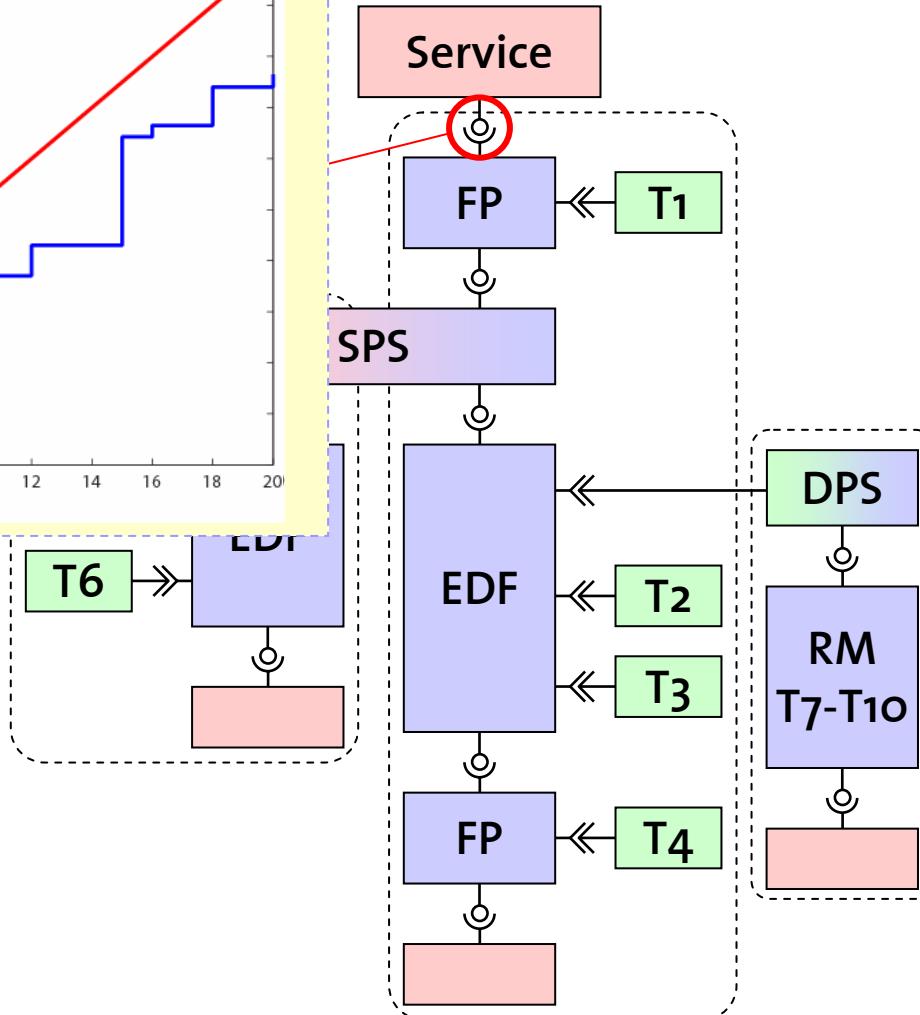 Service
FP
T1
SPS
12 14 16 18 20
DPS
EDF
T6
EDF
T2
RM
T7-T10
T3
FP
T4